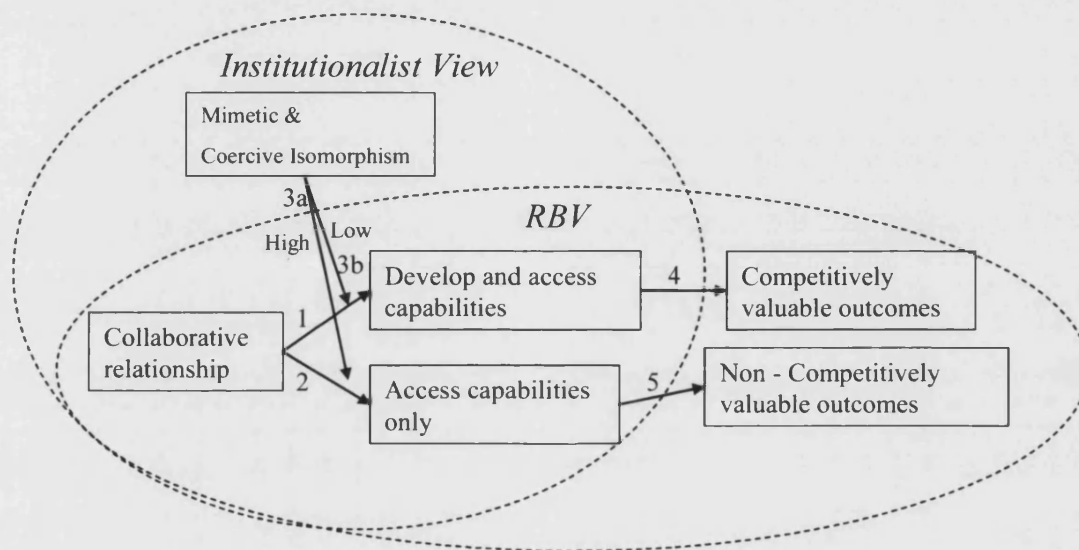 Institutionalist View
Mimetic &
Coercive Isomorphism
3a
High
Low
3b
RBV
Develop and access
capabilities
4
Competitively
valuable outcomes
1
Collaborative
relationship
2
Access capabilities
only
5
Non - Competitively
valuable outcomes